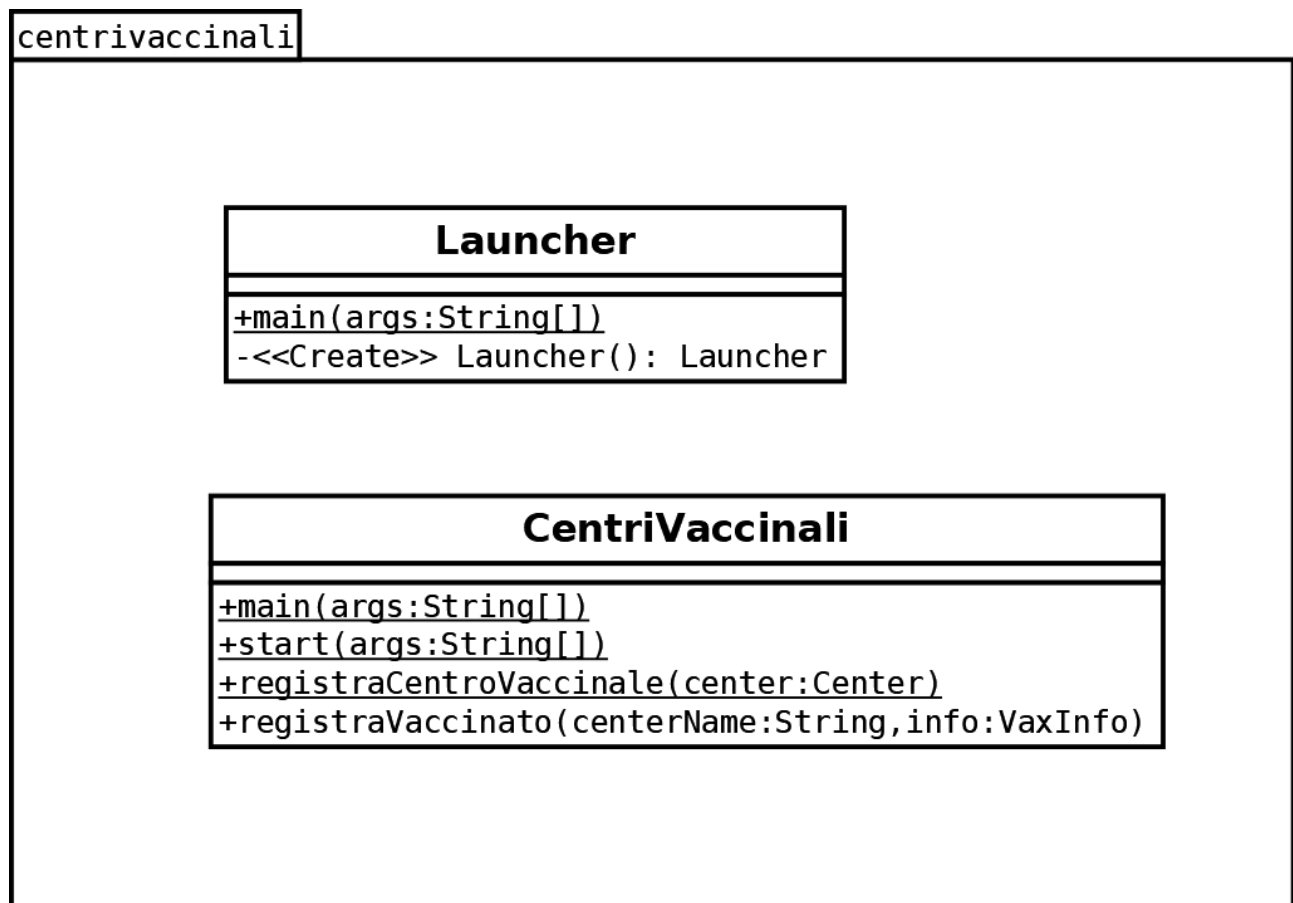 centrivaccinali
Launcher
+main(args:String[])
-<<Create>> Launcher(): Launcher
CentriVaccinali
+main(args:String[])
+start(args:String[])
+registraCentroVaccinale(center:Center)
+registraVaccinato(centerName:String,info:VaxInfo)